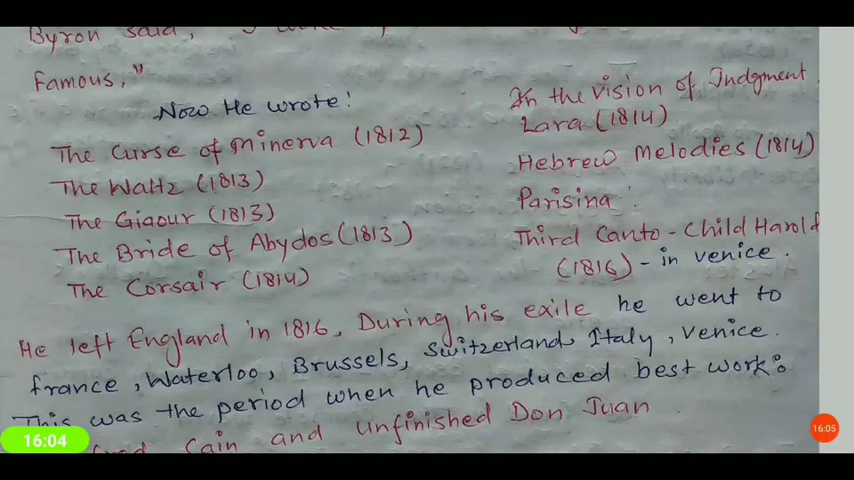 Byron said,
famous."
Now He wrote!
The Curse of Minerva (1812)
The Waltz (1813)
The Giaour (1813)
The Bride of Abydos (1813)
The Corsair (1814)
In the vision of Judgment
Lara (1814)
Hebrew Melodies (1814)
Parisina
Third Canto - Child Harold
(1816) - in venice.
He left England in 1816, During his exile he went to
france, Waterloo, Brussels, Switzerland, Italy, Venice.
This was the period when he produced best work:
Cain and unfinished Don Juan
16:04
16:05